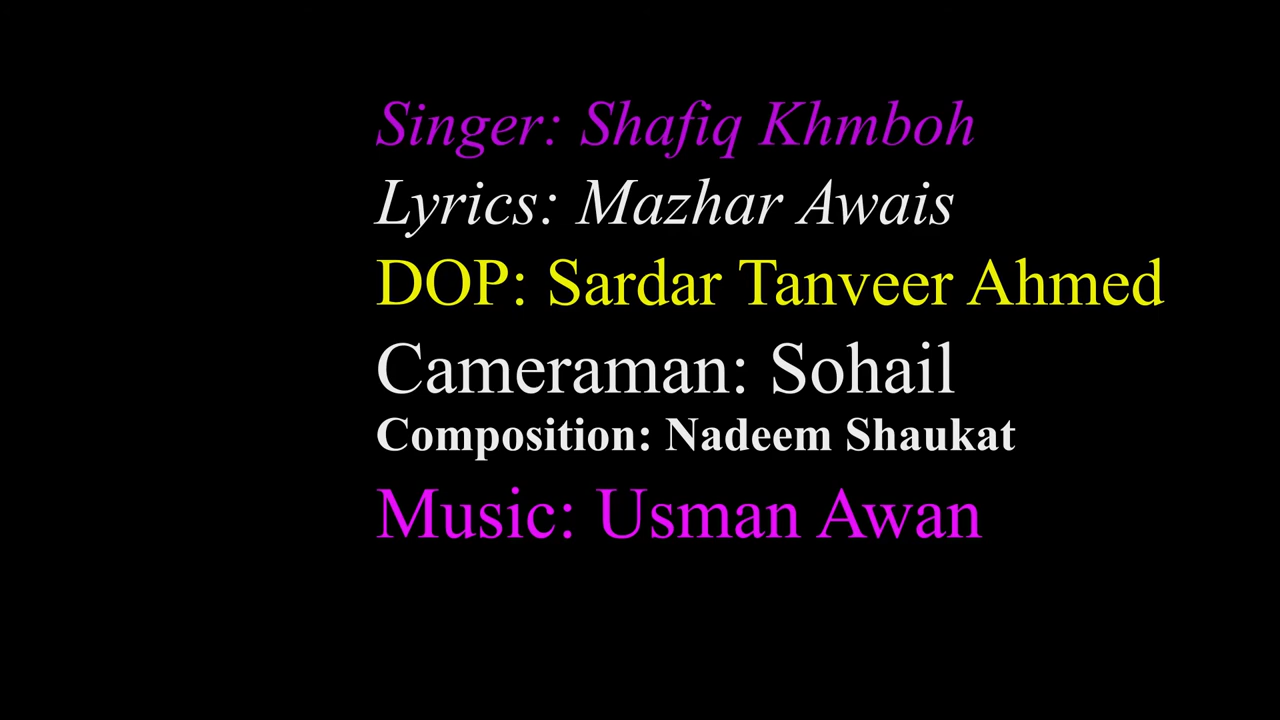 Singer: Shafiq Khmboh
Lyrics: Mazhar Awais
DOP: Sardar Tanveer Ahmed
Cameraman: Sohail
Composition: Nadeem Shaukat
Music: Usman Awan